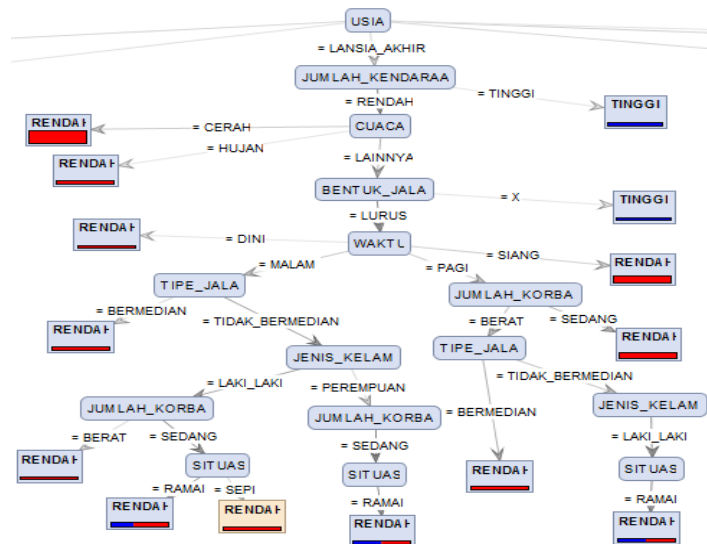 USIA
= LANSIA_AKHIR
JUMLAH_KENDARAA
= TINGGI
TINGGI
= RENDAH
RENDAH
= CERAH
CUACA
= HUJAN
RENDAH
= LAINNYA
BENTUK_JALA
= X
TINGGI
= LURUS
RENDAH
= DINI
WAKTU
= SIANG
RENDAH
= MALAM
= PAGI
TIPE_JALA
JUMLAH_KORBA
= BERMEDIAN
RENDAH
= TIDAK_BERMEDIAN
= BERAT
= SEDANG
RENDAH
TIPE_JALA
JENIS_KELAM
= TIDAK_BERMEDIAN
= LAKI_LAKI
= PEREMPUAN
= BERMEDIAN
JENIS_KELAM
JUMLAH_KORBA
JUMLAH_KORBA
= LAKI_LAKI
= BERAT
= SEDANG
= SEDANG
RENDAH
SITUAS
SITUAS
RENDAH
SITUAS
= RAMAI
= SEPI
= RAMAI
= RAMAI
RENDAH
RENDAH
RENDAH
RENDAH